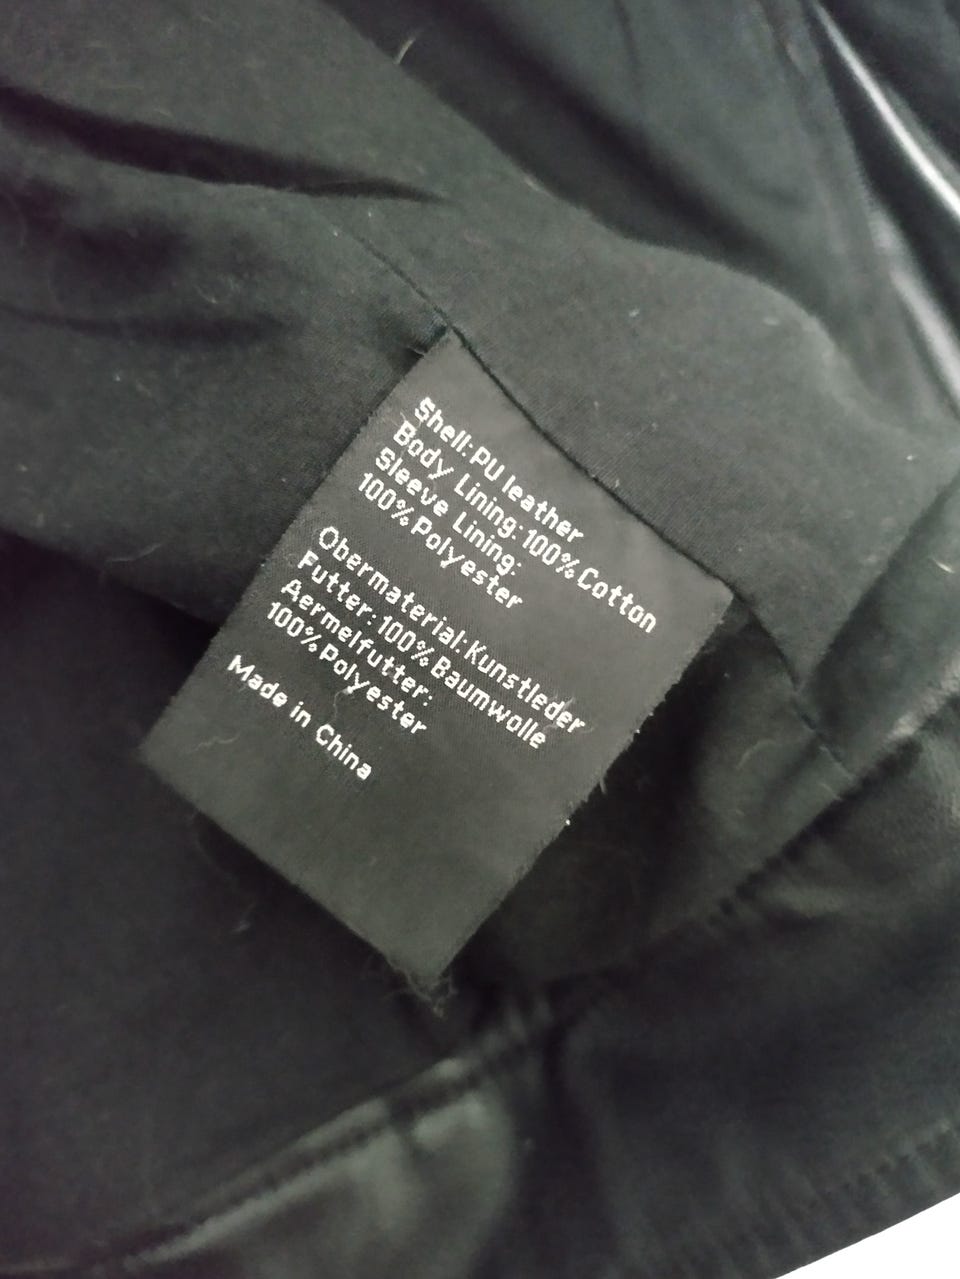 Shell: PU leather
Body Lining: 100% Cotton
Sleeve Lining:
100% Polyester
Obermaterial: Kunstleder
Futter: 100% Baumwolle
Aermelfutter:
100% Polyester
Made in China